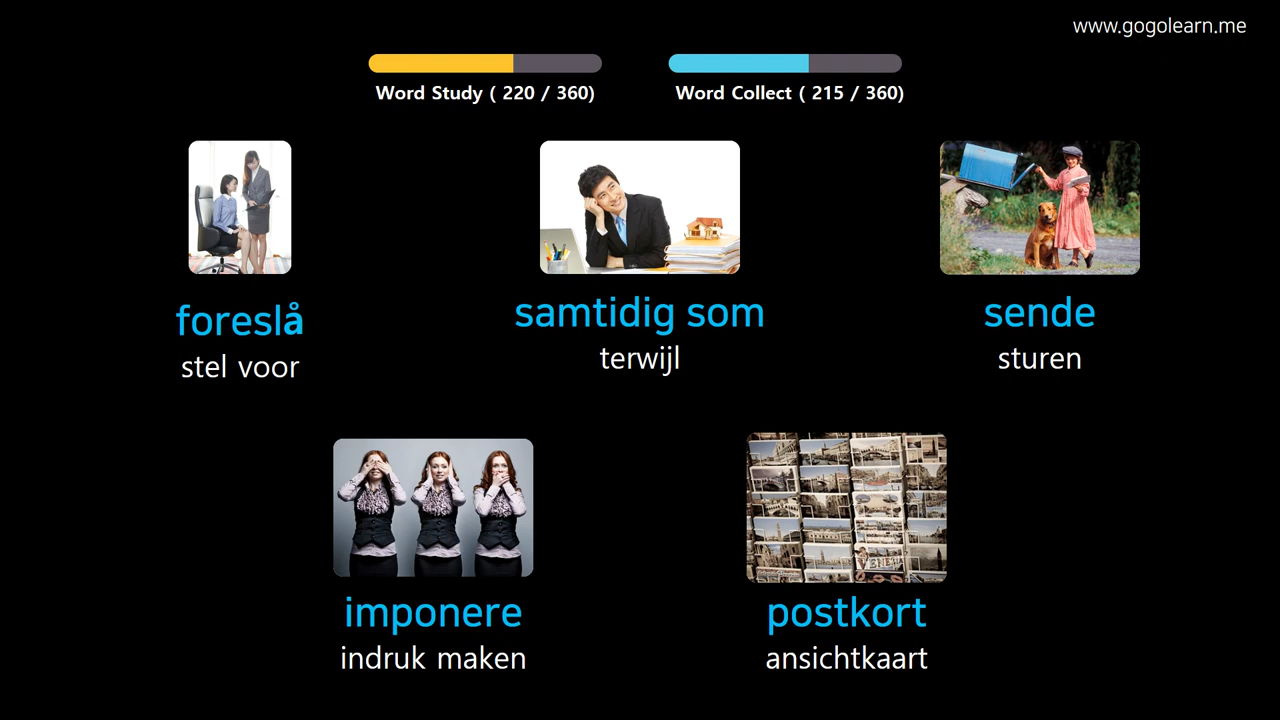 www.gogolearn.me
Word Study ( 220 / 360)
Word Collect ( 215 / 360)
foreslå
stel voor
samtidig som
terwijl
sende
sturen
imponere
indruk maken
postkort
ansichtkaart